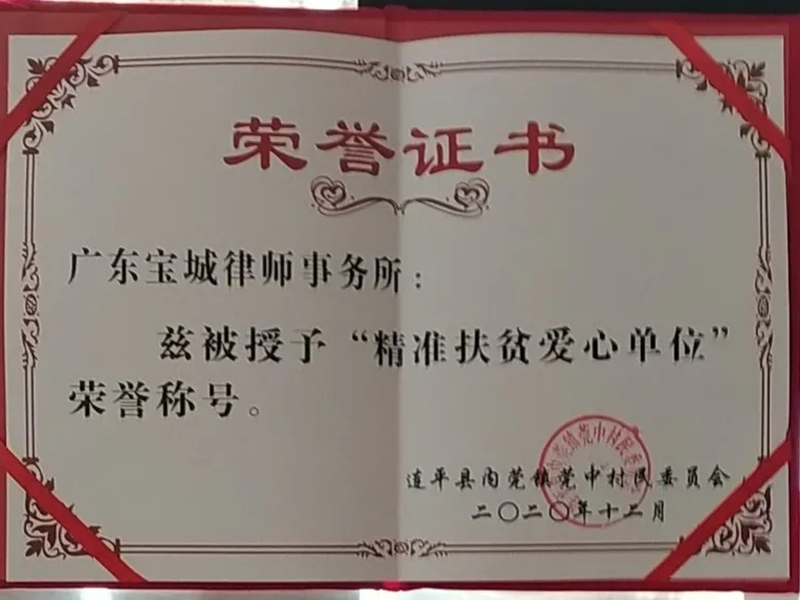 荣誉证书
广东宝城律师事务所：
兹被授予“精准扶贫爱心单位”
荣誉称号。
连平县内莞镇莞中村民委员会
二〇二〇年十二月